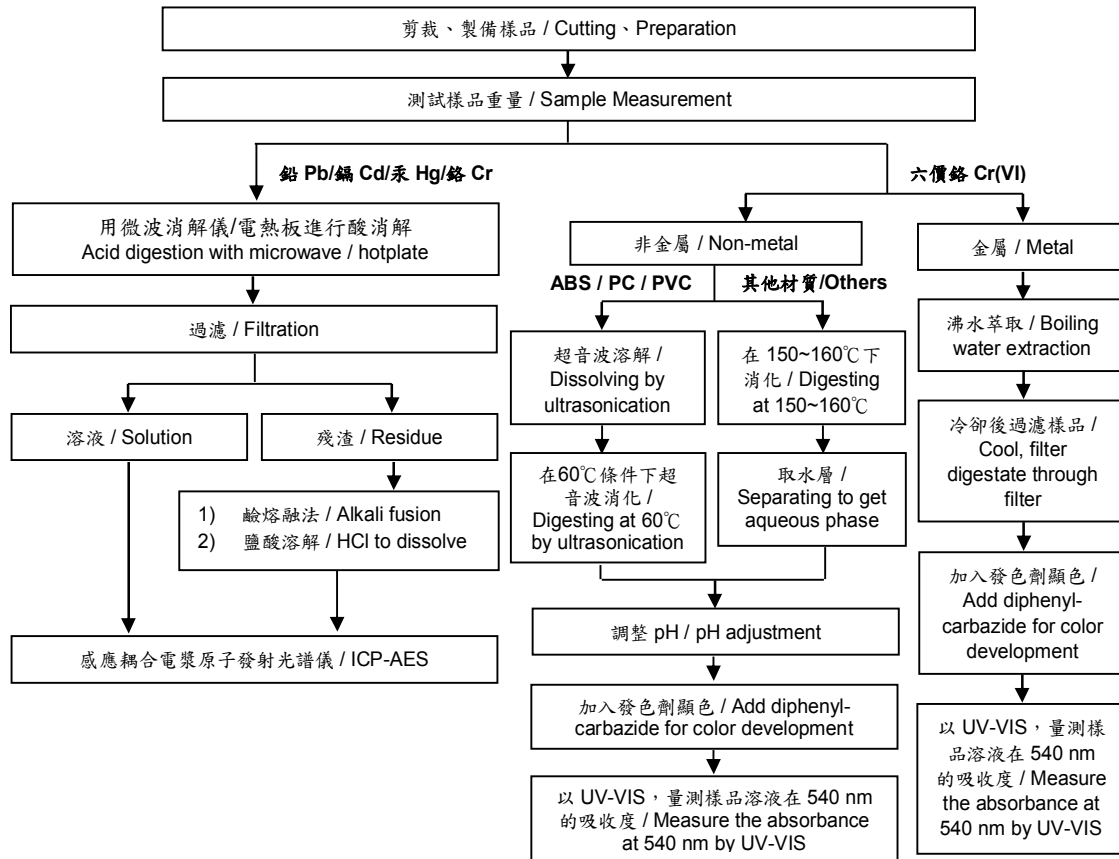 剪裁、製備樣品 / Cutting、Preparation
測試樣品重量 / Sample Measurement
鉛 Pb/鎘 Cd/汞 Hg/鉻 Cr
用微波消解儀/電熱板進行酸消解
Acid digestion with microwave / hotplate
過濾 / Filtration
溶液 / Solution
殘渣 / Residue
1) 鹼熔融法 / Alkali fusion
2) 鹽酸溶解 / HCl to dissolve
感應耦合電漿原子發射光譜儀 / ICP-AES
六價鉻 Cr(VI)
非金屬 / Non-metal
ABS / PC / PVC
超音波溶解 /
Dissolving by
ultrasonication
在60℃條件下超
音波消化 /
Digesting at 60℃
by ultrasonication
其他材質/Others
在 150~160℃下
消化 / Digesting
at 150~160℃
取水層 /
Separating to get
aqueous phase
調整 pH / pH adjustment
加入發色劑顯色 / Add diphenyl-
carbazide for color development
以 UV-VIS，量測樣品溶液在 540 nm
的吸收度 / Measure the absorbance
at 540 nm by UV-VIS
金屬 / Metal
沸水萃取 / Boiling
water extraction
冷卻後過濾樣品 /
Cool, filter
digestate through
filter
加入發色劑顯色 /
Add diphenyl-
carbazide for color
development
以 UV-VIS，量測樣
品溶液在 540 nm
的吸收度 / Measure
the absorbance at
540 nm by UV-VIS